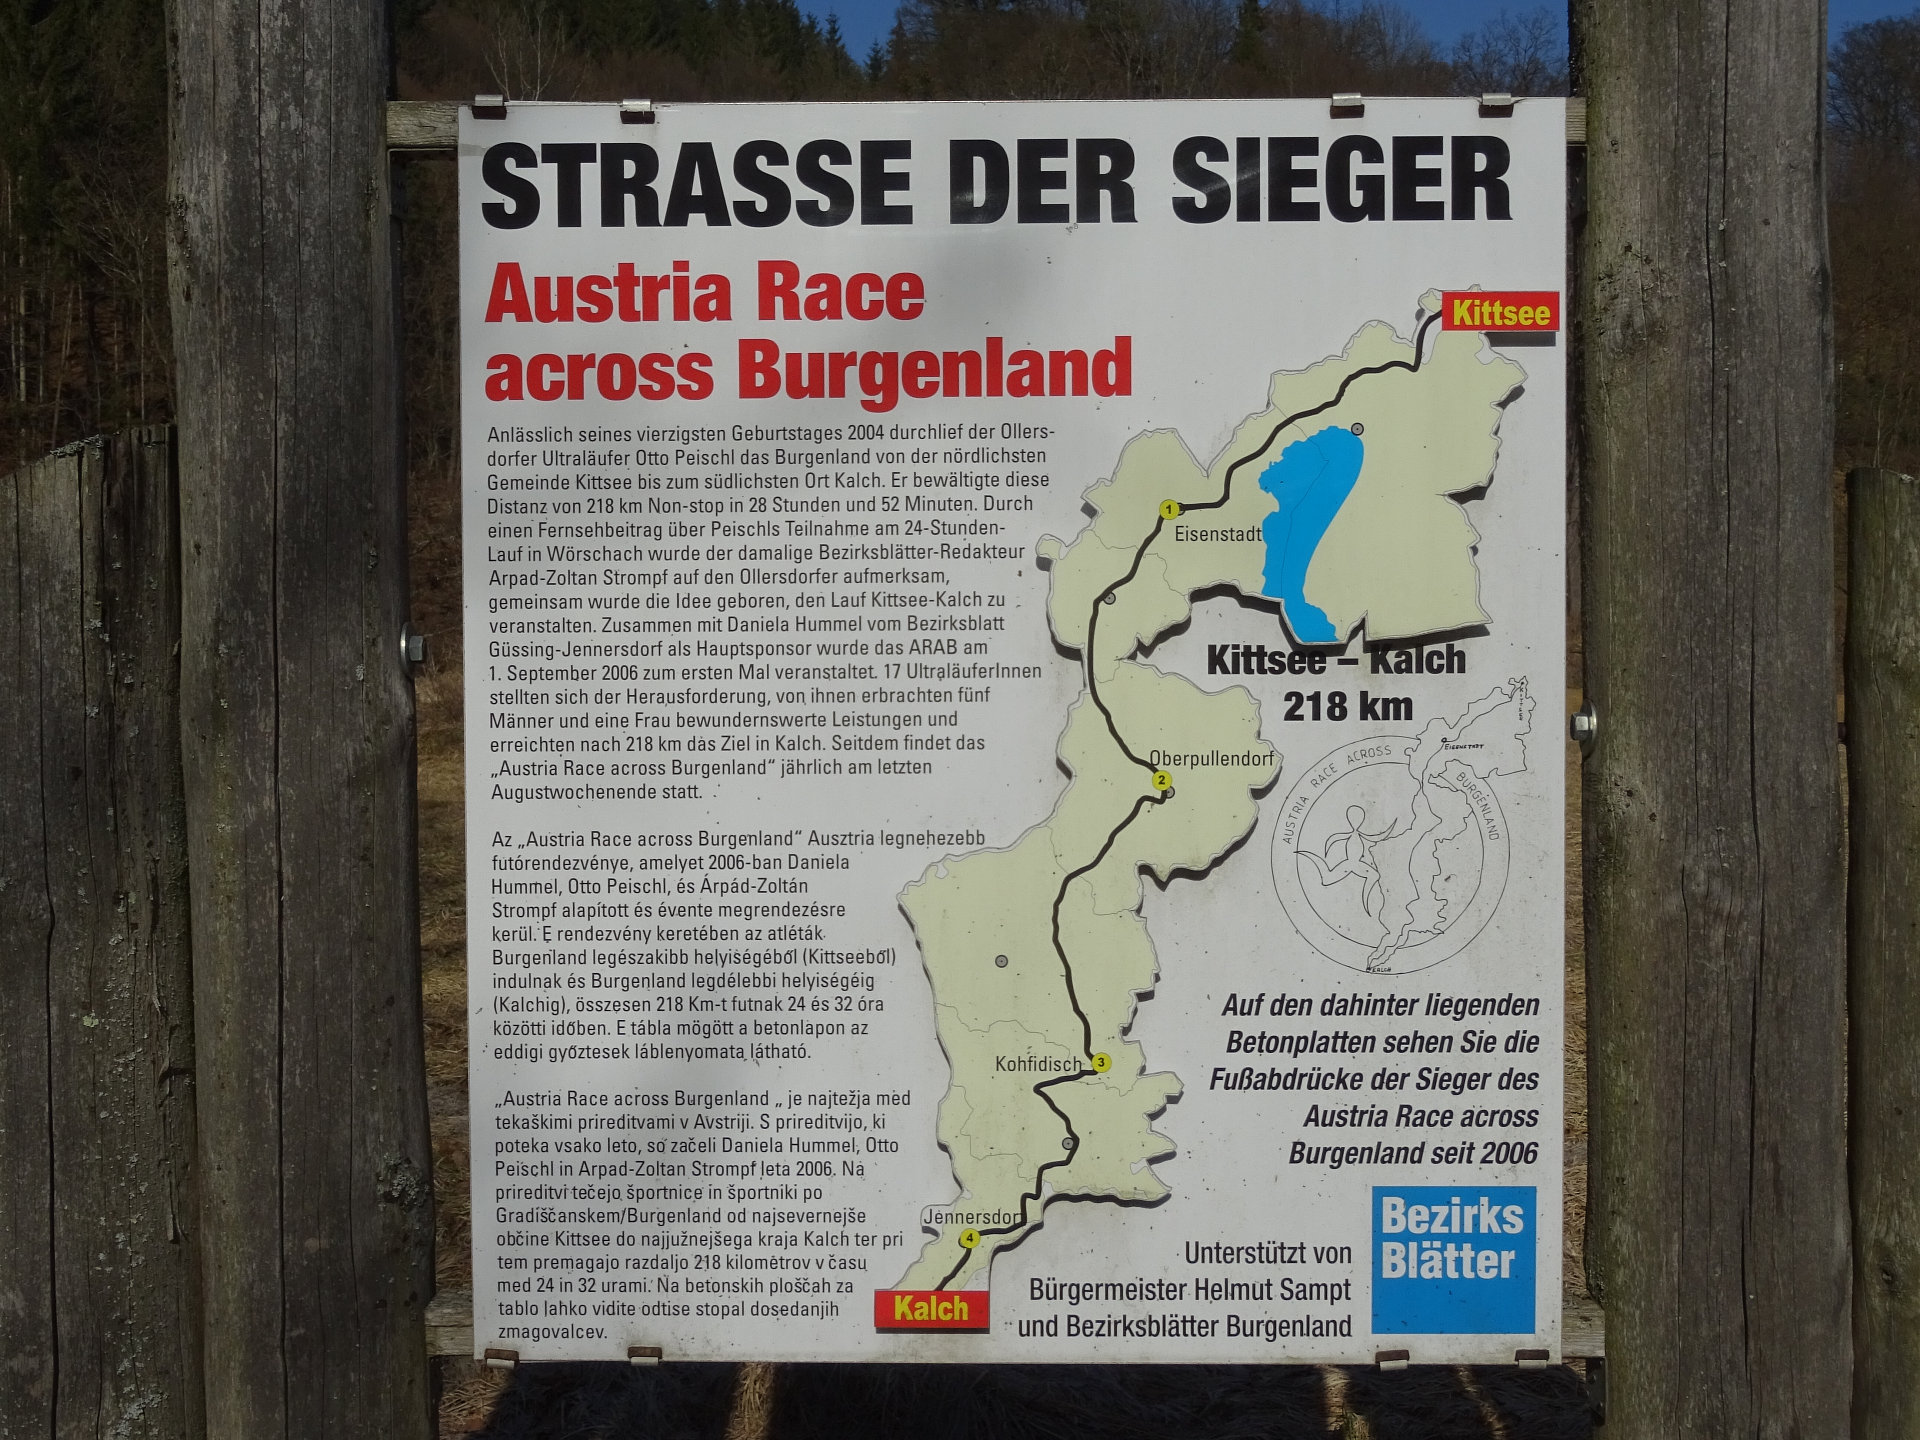 STRASSE DER SIEGER
Austria Race
across Burgenland
Anlässlich seines vierzigsten Geburtstages 2004 durchlief der Ollers-
dorfer Ultraläufer Otto Peischl das Burgenland von der nördlichsten
Gemeinde Kittsee bis zum südlichsten Ort Kalch. Er bewältigte diese
Distanz von 218 km Non-stop in 28 Stunden und 52 Minuten. Durch
einen Fernsehbeitrag über Peischls Teilnahme am 24-Stunden-
Lauf in Wörschach wurde der damalige Bezirksblätter-Redakteur
Arpad-Zoltan Strompf auf den Ollersdorfer aufmerksam,
gemeinsam wurde die Idee geboren, den Lauf Kittsee-Kalch zu
veranstalten. Zusammen mit Daniela Hummel vom Bezirksblatt
Güssing-Jennersdorf als Hauptsponsor wurde das ARAB am
1. September 2006 zum ersten Mal veranstaltet. 17 UltraläuferInnen
stellten sich der Herausforderung, von ihnen erbrachten fünf
Männer und eine Frau bewundernswerte Leistungen und
erreichten nach 218 km das Ziel in Kalch. Seitdem findet das
„Austria Race across Burgenland“ jährlich am letzten
Augustwochenende statt.
Az „Austria Race across Burgenland“ Ausztria legnehezebb
futórendezvénye, amelyet 2006-ban Daniela
Hummel, Otto Peischl, és Árpád-Zoltán
Strompf alapított és évente megrendezésre
kerül. E rendezvény keretében az atléták
Burgenland legészakibb helyiségéből (Kittseeből)
indulnak és Burgenland legdélebbi helyiségéig
(Kalchig), összesen 218 Km-t futnak 24 és 32 óra
közötti időben. E tábla mögött a betonlapon az
eddigi győztesek láblenyomata látható.
„Austria Race across Burgenland „ je najtežja med
tekaškimi prireditvami v Avstriji. S prireditvijo, ki
poteka vsako leto, so začeli Daniela Hummel, Otto
Peischl in Arpad-Zoltan Strompf leta 2006. Na
prireditvi tečejo športnice in športniki po
Gradíščanskem/Burgenland od najsevernejše
občine Kittsee do najjužnejšega kraja Kalch ter pri
tem premagajo razdaljo 218 kilometrov v času
med 24 in 32 urami. Na betonskih ploščah za
tablo lahko vidite odtise stopal dosedanjih
zmagovalcev.
Kittsee
1
Eisenstadt
Kittsee – Kalch
218 km
Oberpullendorf
2
Kohfidisch
3
Jennersdorf
4
Kalch
KITTSEE
EISENSTADT
AUSTRIA RACE ACROSS
BURGENLAND
KALCH
Auf den dahinter liegenden
Betonplatten sehen Sie die
Fußabdrücke der Sieger des
Austria Race across
Burgenland seit 2006
Bezirks
Blätter
Unterstützt von
Bürgermeister Helmut Sampt
und Bezirksblätter Burgenland